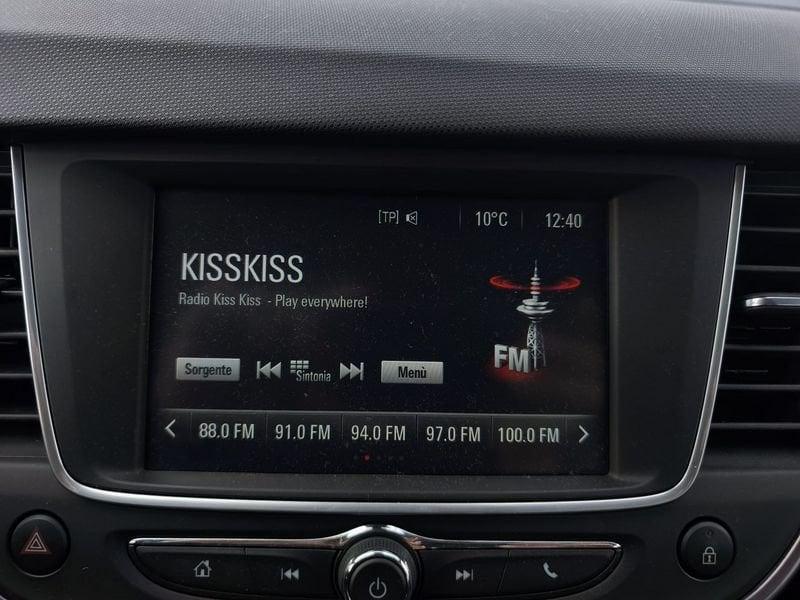 [TP] 10°C 12:40
KISSKISS
Radio Kiss Kiss - Play everywhere!
FM
Sorgente Sintonia Menù
88.0 FM 91.0 FM 94.0 FM 97.0 FM 100.0 FM